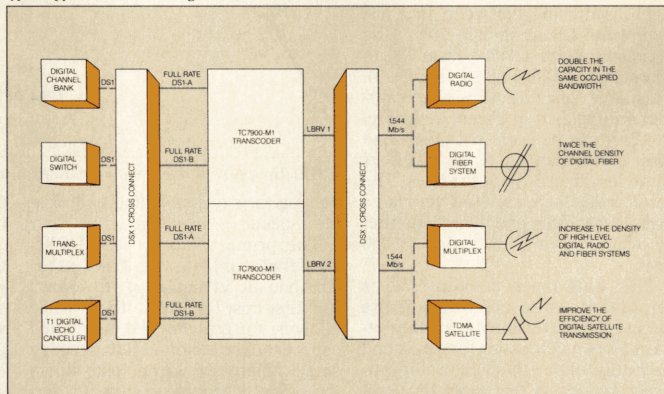 DIGITAL
CHANNEL
BANK
DS1
FULL RATE
DS1-A
TC7900-M1
TRANSCODER
LBRV 1
1.544
Mb/s
DIGITAL
RADIO
DOUBLE THE
CAPACITY IN THE
SAME OCCUPIED
BANDWIDTH
DIGITAL
SWITCH
DS1
FULL RATE
DS1-B
DIGITAL
FIBER
SYSTEM
TWICE THE
CHANNEL DENSITY
OF DIGITAL FIBER
DSX 1 CROSS CONNECT
DSX 1 CROSS CONNECT
TRANS-
MULTIPLEX
DS1
FULL RATE
DS1-A
TC7900-M1
TRANSCODER
LBRV 2
1.544
Mb/s
DIGITAL
MULTIPLEX
INCREASE THE DENSITY
OF HIGH LEVEL
DIGITAL RADIO
AND FIBER SYSTEMS
T1 DIGITAL
ECHO
CANCELLER
DS1
FULL RATE
DS1-B
TDMA
SATELLITE
IMPROVE THE
EFFICIENCY OF
DIGITAL SATELLITE
TRANSMISSION